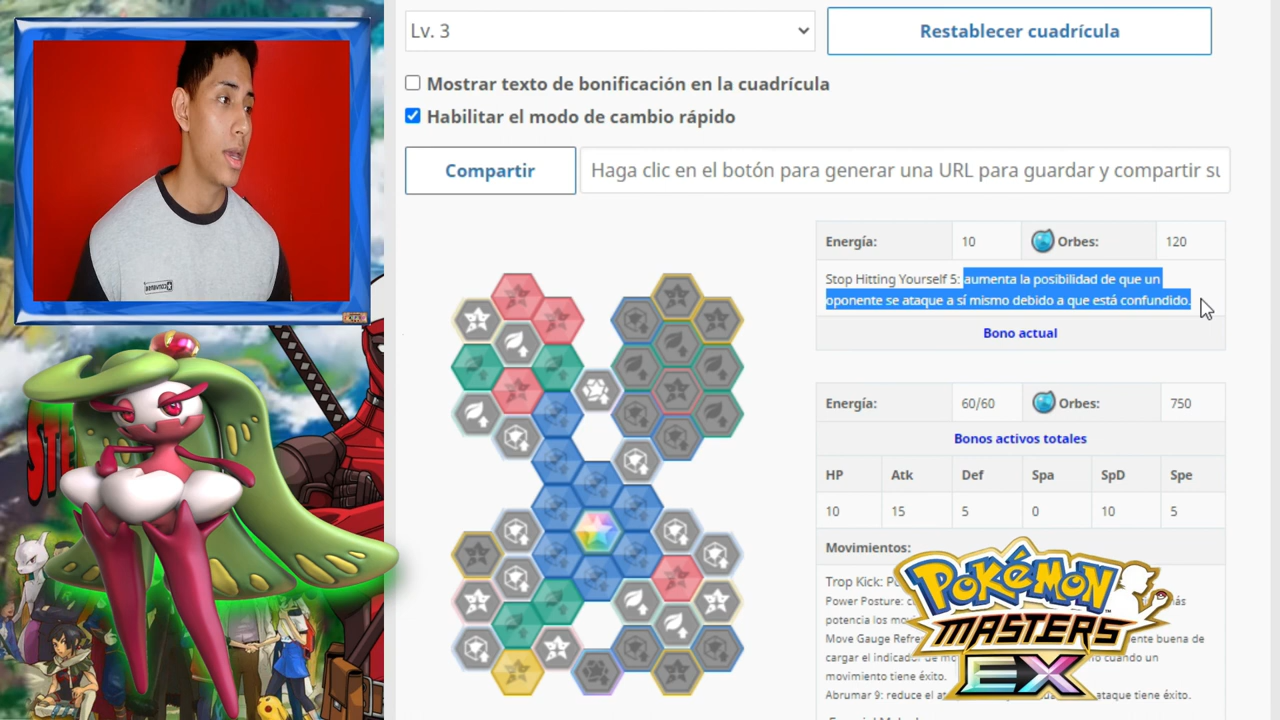 Lv. 3
Restablecer cuadrícula
Mostrar texto de bonificación en la cuadrícula
Habilitar el modo de cambio rápido
Compartir
Haga clic en el botón para generar una URL para guardar y compartir su
Energía: 10 Orbes: 120
Stop Hitting Yourself 5: aumenta la posibilidad de que un
oponente se ataque a sí mismo debido a que está confundido.
Bono actual
Energía: 60/60 Orbes: 750
Bonos activos totales
HP Atk Def Spa SpD Spe
10 15 5 0 10 5
Movimientos:
Trop Kick:
Power Posture:
potencia los
Move Gauge
cargar el indicador de
movimiento tiene éxito.
Abrumar 9: reduce el
ataque tiene éxito.
POKéMON
MASTERS
EX